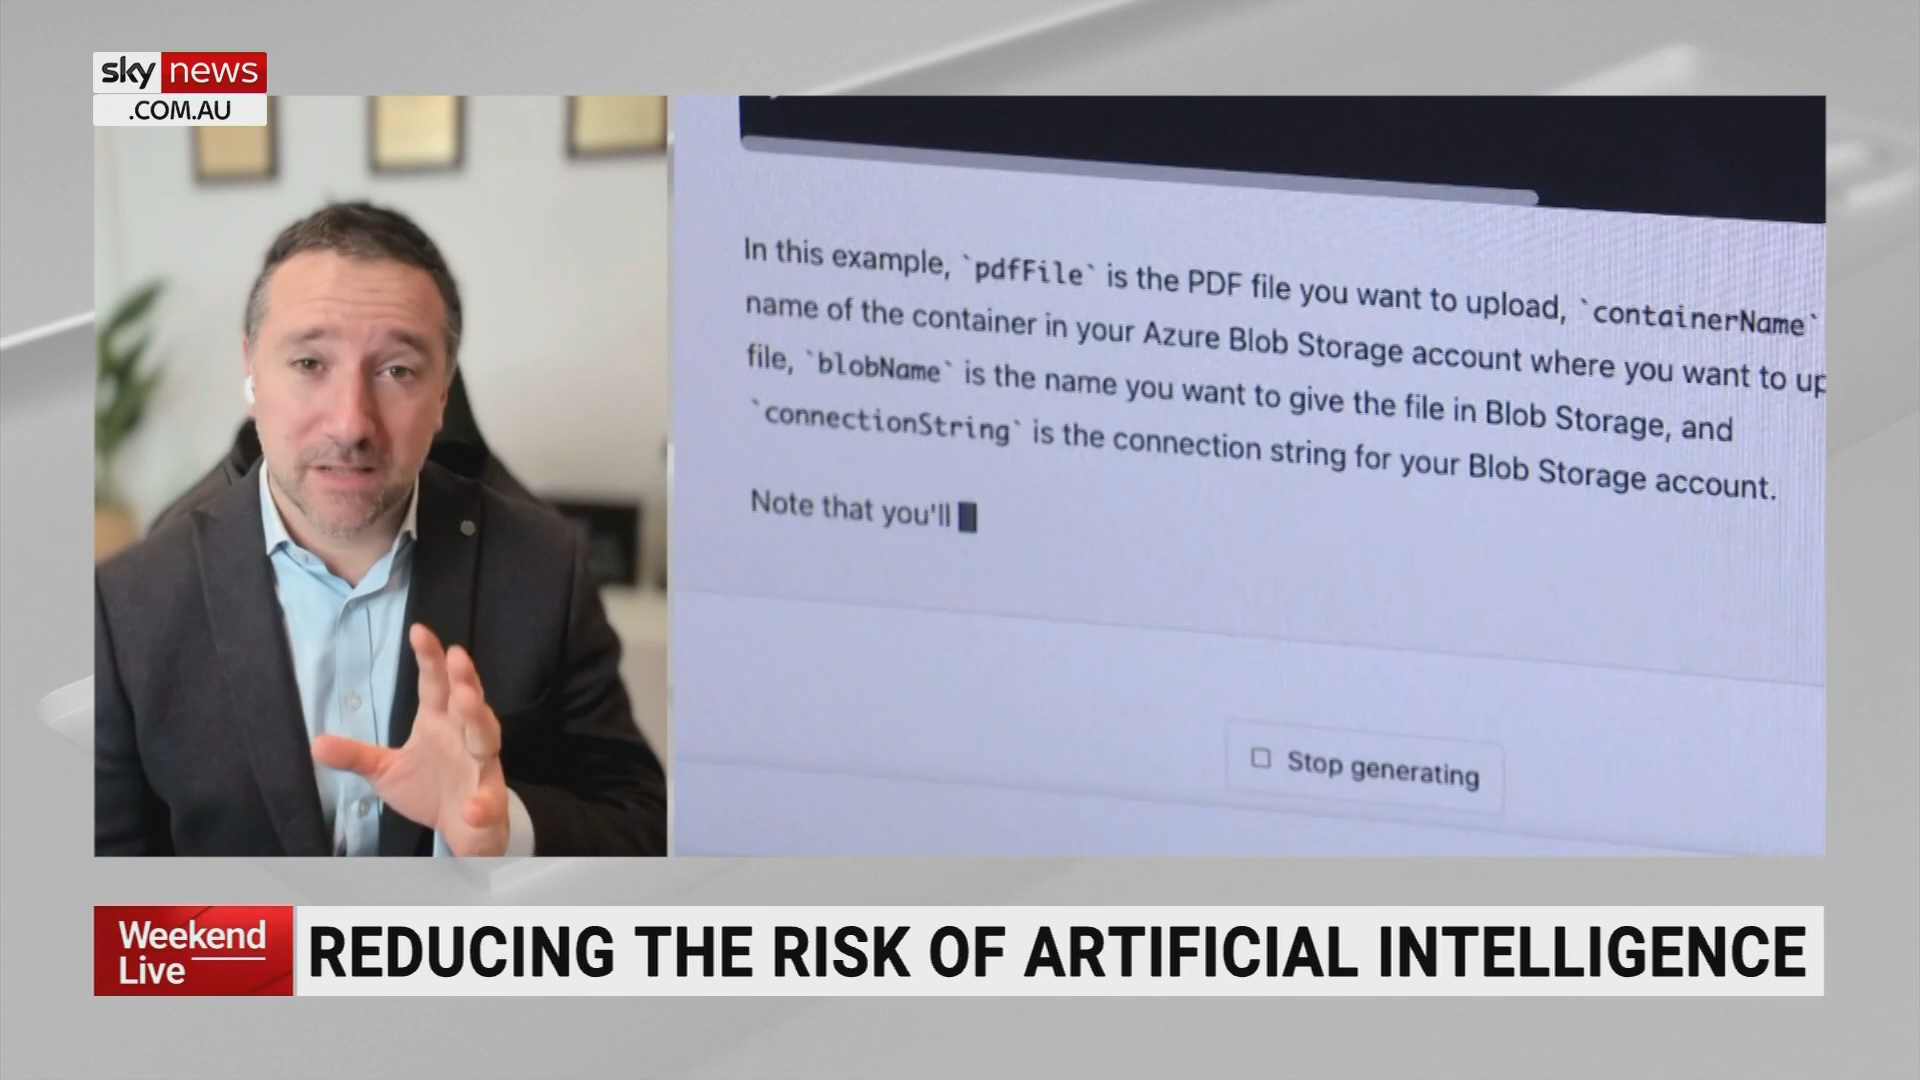 sky news
.COM.AU
In this example, `pdfFile` is the PDF file you want to upload, `containerName`
name of the container in your Azure Blob Storage account where you want to up
file, `blobName` is the name you want to give the file in Blob Storage, and
`connectionString` is the connection string for your Blob Storage account.
Note that you'll
Stop generating
Weekend
Live
REDUCING THE RISK OF ARTIFICIAL INTELLIGENCE